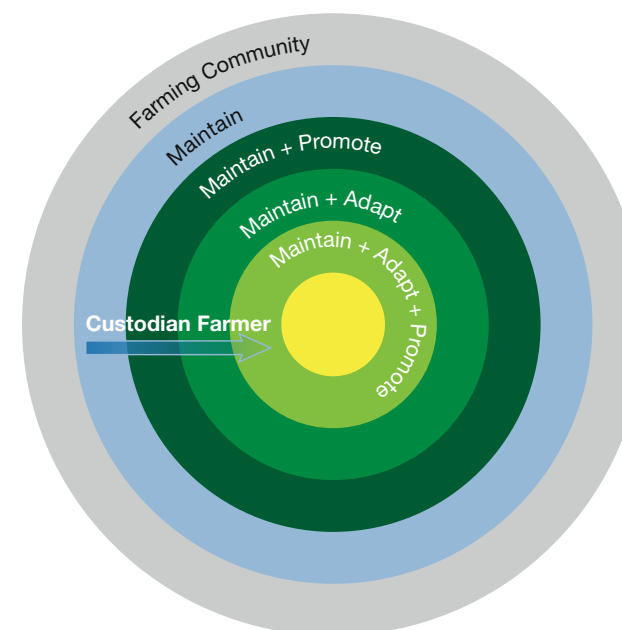 Farming Community
Maintain
Maintain + Promote
Maintain + Adapt
Maintain + Adapt + Promote
Custodian Farmer